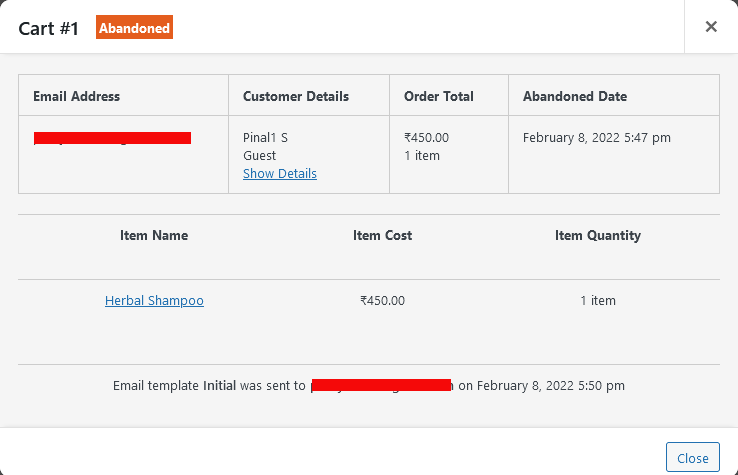 Cart #1 Abandoned
Email Address Customer Details Order Total Abandoned Date
Pinal1 S ₹450.00 February 8, 2022 5:47 pm
Guest 1 item
Show Details
Item Name Item Cost Item Quantity
Herbal Shampoo ₹450.00 1 item
Email template Initial was sent to on February 8, 2022 5:50 pm
Close